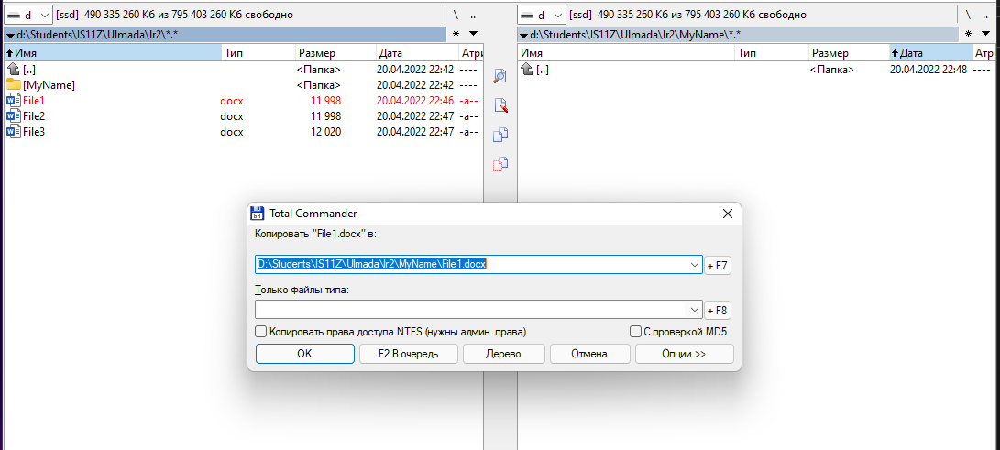 d [ssd] 490 335 260 Кб из 795 403 260 Кб свободно \ ..
d:\Students\IS11Z\Ulmada\lr2\*.* * 
Имя Тип Размер Дата Атри
[..] <Папка> 20.04.2022 22:42 ----
[MyName] <Папка> 20.04.2022 22:42 ----
File1 docx 11 998 20.04.2022 22:46 -a--
File2 docx 11 998 20.04.2022 22:47 -a--
File3 docx 12 020 20.04.2022 22:47 -a--
d [ssd] 490 335 260 Кб из 795 403 260 Кб свободно \ ..
d:\Students\IS11Z\Ulmada\lr2\MyName\*.* *
Имя Тип Размер Дата Атри
[..] <Папка> 20.04.2022 22:48 ----
64 Total Commander
Копировать "File1.docx" в:
D:\Students\IS11Z\Ulmada\lr2\MyName\File1.docx + F7
Только файлы типа:
+ F8
Копировать права доступа NTFS (нужны админ. права) С проверкой MD5
OK F2 В очередь Дерево Отмена Опции >>